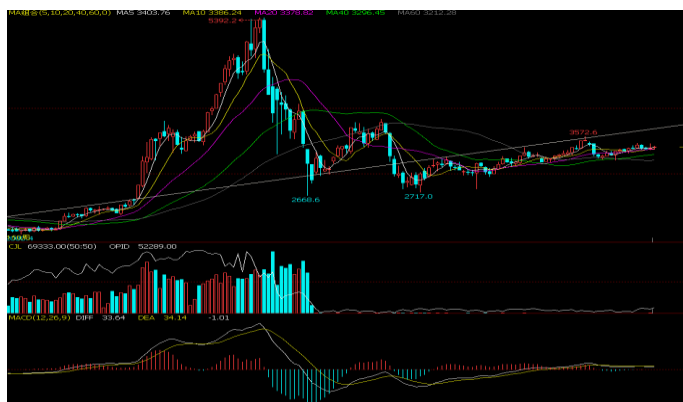 MA组合(5,10,20,40,60,0) MA5 3403.76 MA10 3386.24 MA20 3378.82 MA40 3296.45 MA60 3212.28
5392.2
3572.6
2668.6
2717.0
CJL 69333.00(50:50) OPID 52289.00
MACD(12,26,9) DIFF 33.64 DEA 34.14 -1.01